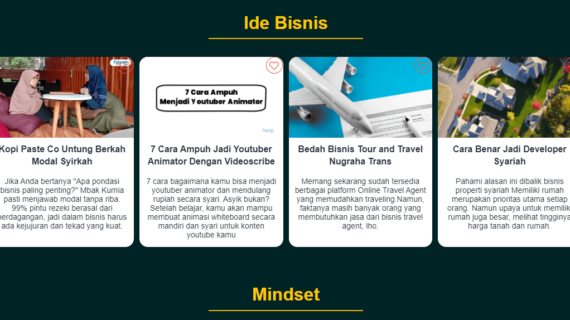 Ide Bisnis
7 Cara Ampuh
Menjadi Youtuber Animator
Kopi Paste Co Untung Berkah
Modal Syirkah
Jika Anda bertanya "Apa pondasi
bisnis paling penting?" Mbak Kurnia
pasti menjawab modal tanpa riba.
99% pintu rezeki berasal dari
perdagangan, jadi dalam bisnis harus
ada kejujuran dan tekad yang kuat.
7 Cara Ampuh Jadi Youtuber
Animator Dengan Videoscribe
7 cara bagaimana kamu bisa menjadi
youtuber animator dan mendulang
rupiah secara syari. Asyik bukan?
Setelah belajar, kamu akan mampu
membuat animasi whiteboard secara
mandiri dan syari untuk konten
youtube kamu
Bedah Bisnis Tour and Travel
Nugraha Trans
Memang sekarang sudah tersedia
berbagai platform Online Travel Agent
yang memudahkan traveling.Namun,
faktanya masih banyak orang yang
membutuhkan jasa dari bisnis travel
agent, lho.
Cara Benar Jadi Developer
Syariah
Pahami alasan ini dibalik bisnis
properti syariah Memiliki rumah
merupakan prioritas utama setiap
orang. Namun upaya untuk memiliki
rumah juga besar, melihat tingginya
harga tanah dan rumah.
Mindset